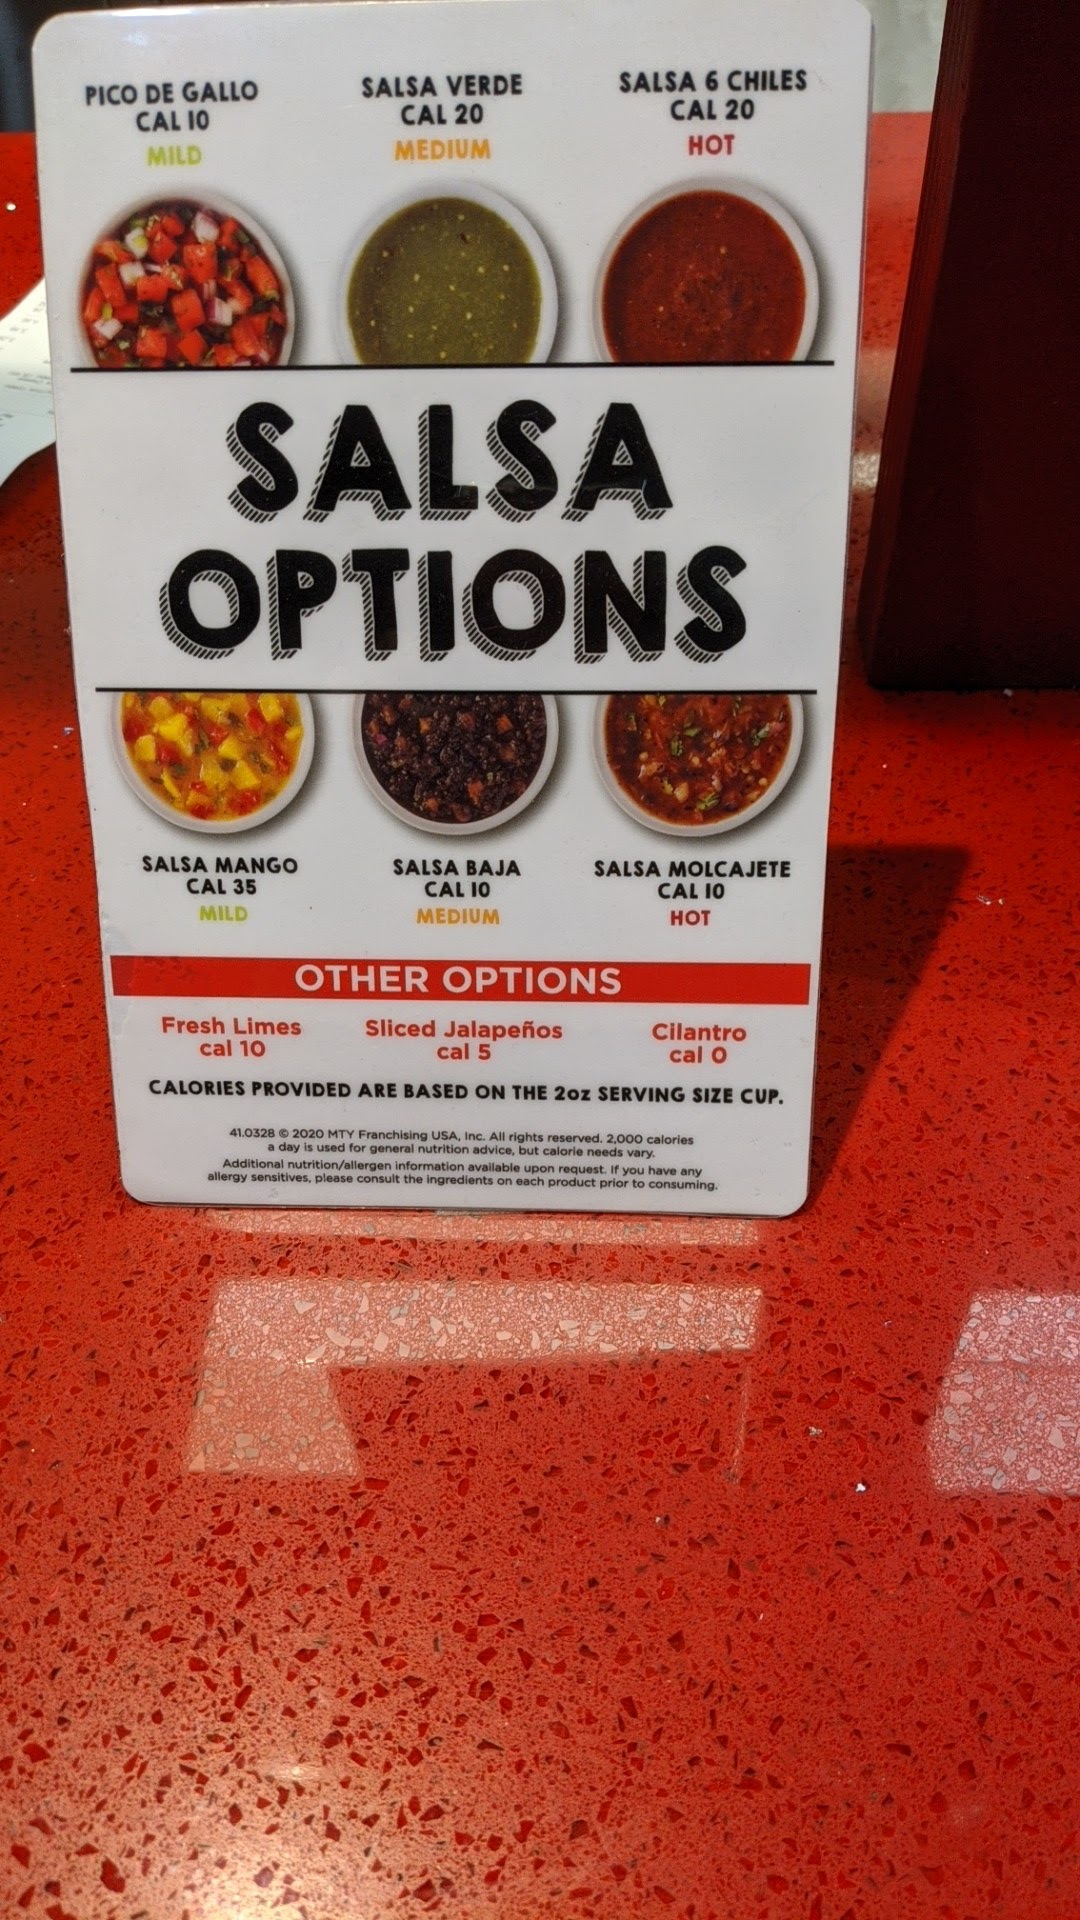 PICO DE GALLO
CAL 10
MILD
SALSA VERDE
CAL 20
MEDIUM
SALSA 6 CHILES
CAL 20
HOT
SALSA
OPTIONS
SALSA MANGO
CAL 35
MILD
SALSA BAJA
CAL 10
MEDIUM
SALSA MOLCAJETE
CAL 10
HOT
OTHER OPTIONS
Fresh Limes
cal 10
Sliced Jalapeños
cal 5
Cilantro
cal 0
CALORIES PROVIDED ARE BASED ON THE 2oz SERVING SIZE CUP.
41.0328 © 2020 MTY Franchising USA, Inc. All rights reserved. 2,000 calories
a day is used for general nutrition advice, but calorie needs vary.
Additional nutrition/allergen information available upon request. If you have any
allergy sensitives, please consult the ingredients on each product prior to consuming.